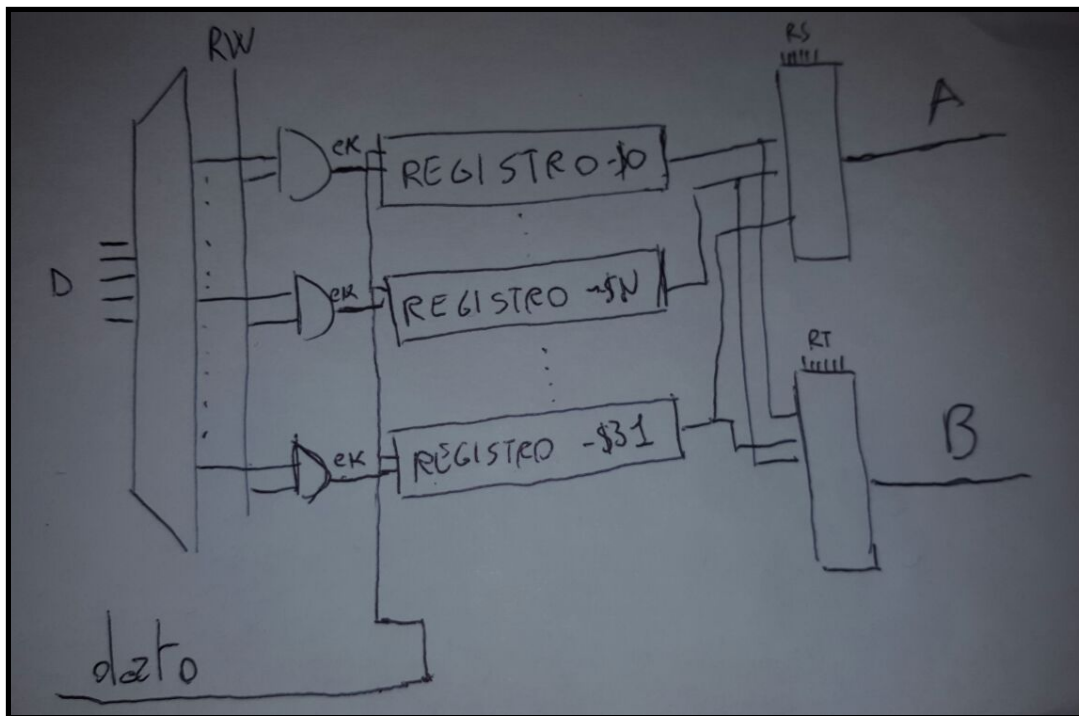 RW
RS
A
ck
REGISTRO-$0
D
ck
REGISTRO -$N
RT
ck
REGISTRO -$31
B
dato